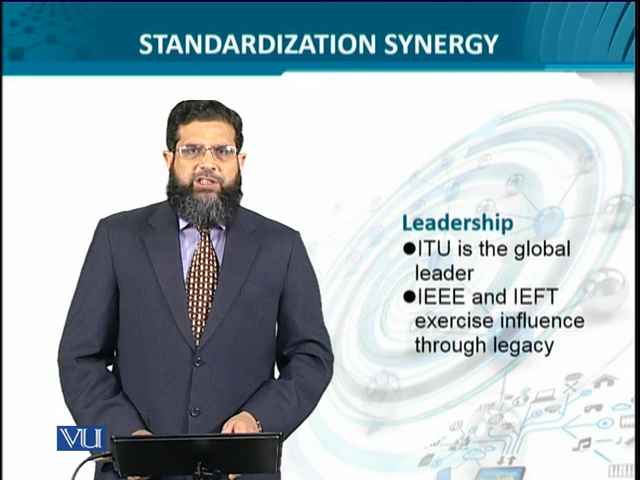 STANDARDIZATION SYNERGY
Leadership
●ITU is the global
leader
●IEEE and IEFT
exercise influence
through legacy
VU